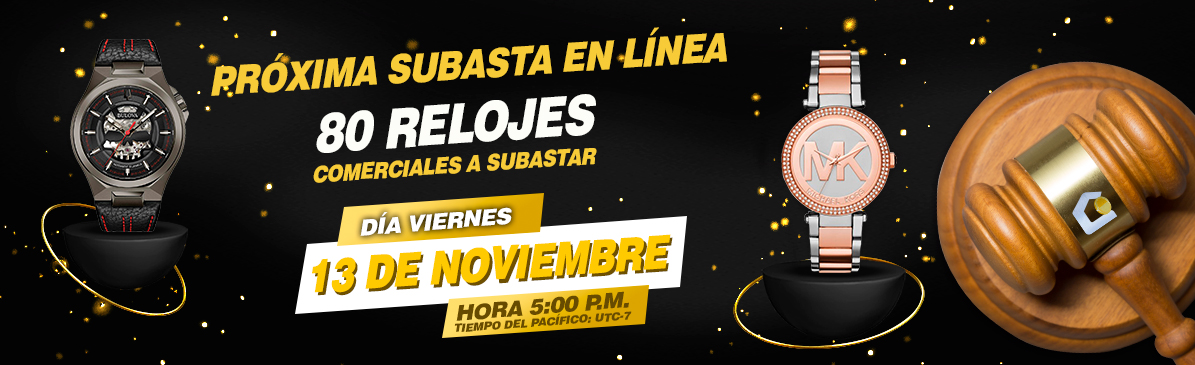 PRÓXIMA SUBASTA EN LÍNEA
80 RELOJES
COMERCIALES A SUBASTAR
DÍA VIERNES
13 DE NOVIEMBRE
HORA 5:00 P.M.
TIEMPO DEL PACÍFICO: UTC-7
BULOVA
MK